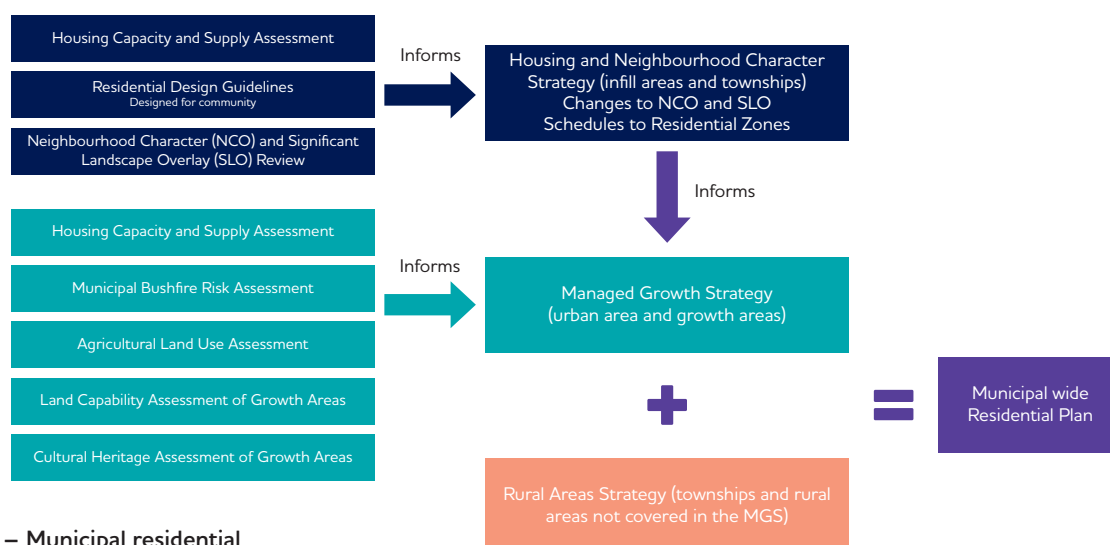 Housing Capacity and Supply Assessment
Residential Design Guidelines
Designed for community
Neighbourhood Character (NCO) and Significant
Landscape Overlay (SLO) Review
Informs
Housing and Neighbourhood Character
Strategy (infill areas and townships)
Changes to NCO and SLO
Schedules to Residential Zones
Informs
Housing Capacity and Supply Assessment
Municipal Bushfire Risk Assessment
Agricultural Land Use Assessment
Land Capability Assessment of Growth Areas
Cultural Heritage Assessment of Growth Areas
Informs
Managed Growth Strategy
(urban area and growth areas)
Rural Areas Strategy (townships and rural
areas not covered in the MGS)
Municipal wide
Residential Plan
– Municipal residential